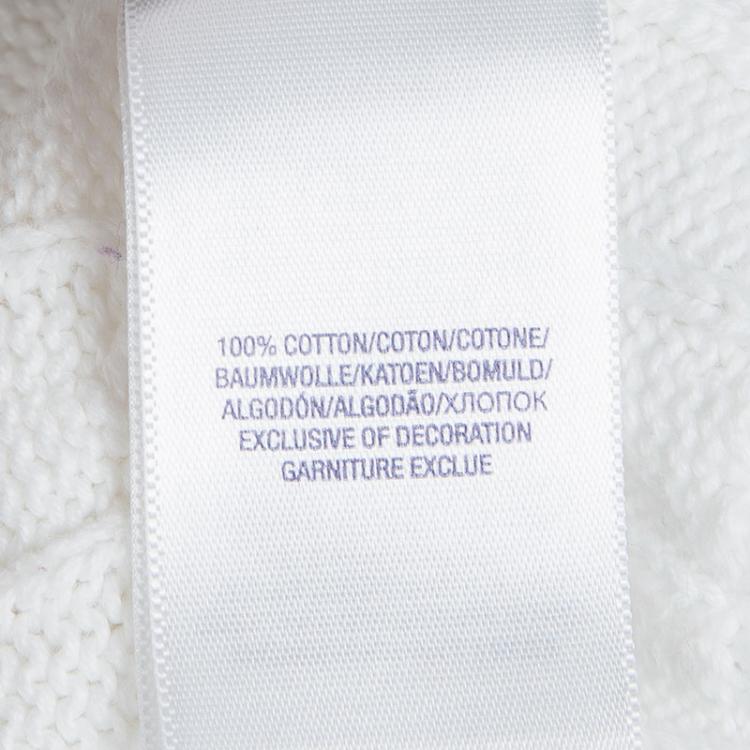 100% COTTON/COTON/COTONE/
BAUMWOLLE/KATOEN/BOMULD/
ALGODÓN/ALGODÃO/ХЛОПОК
EXCLUSIVE OF DECORATION
GARNITURE EXCLUE